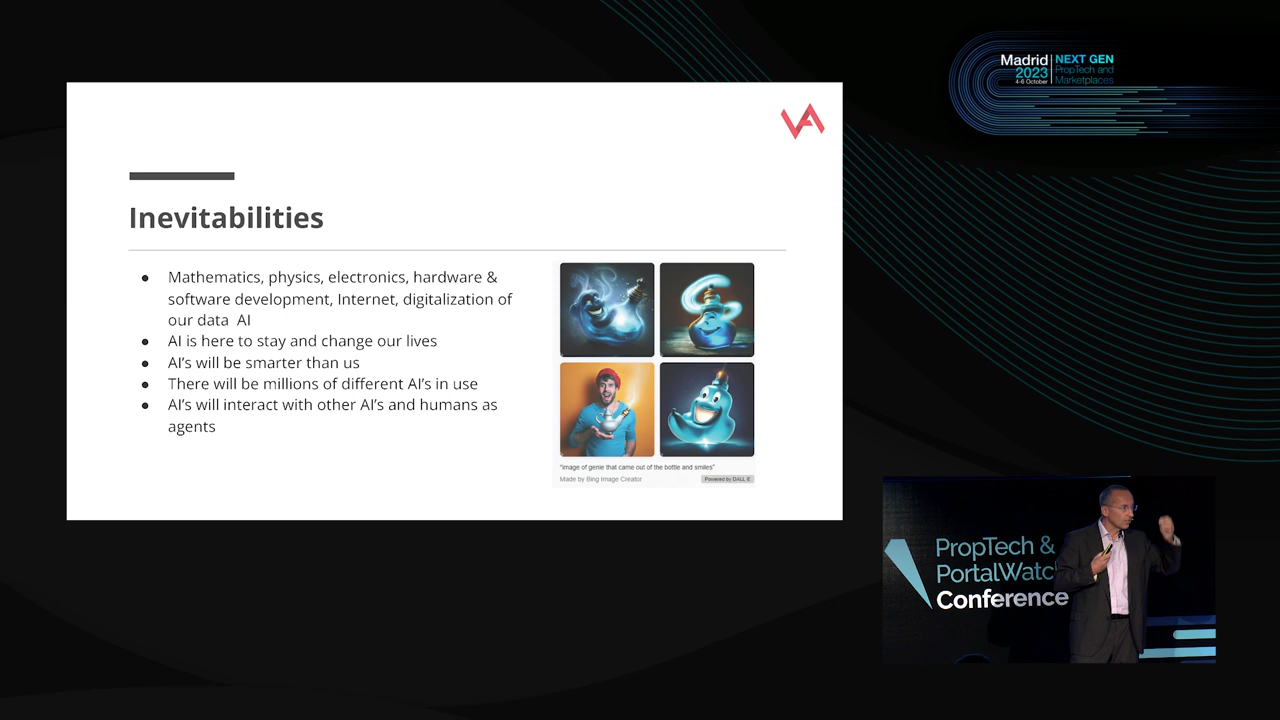 Madrid
2023
4-6 October
NEXT GEN
PropTech and
Marketplaces
Inevitabilities
● Mathematics, physics, electronics, hardware &
software development, Internet, digitalization of
our data  AI
● AI is here to stay and change our lives
● AI’s will be smarter than us
● There will be millions of different AI’s in use
● AI’s will interact with other AI’s and humans as
agents
"image of genie that came out of the bottle and smiles"
Made by Bing Image Creator
Powered by DALL·E
PropTech &
PortalWatc
Conference